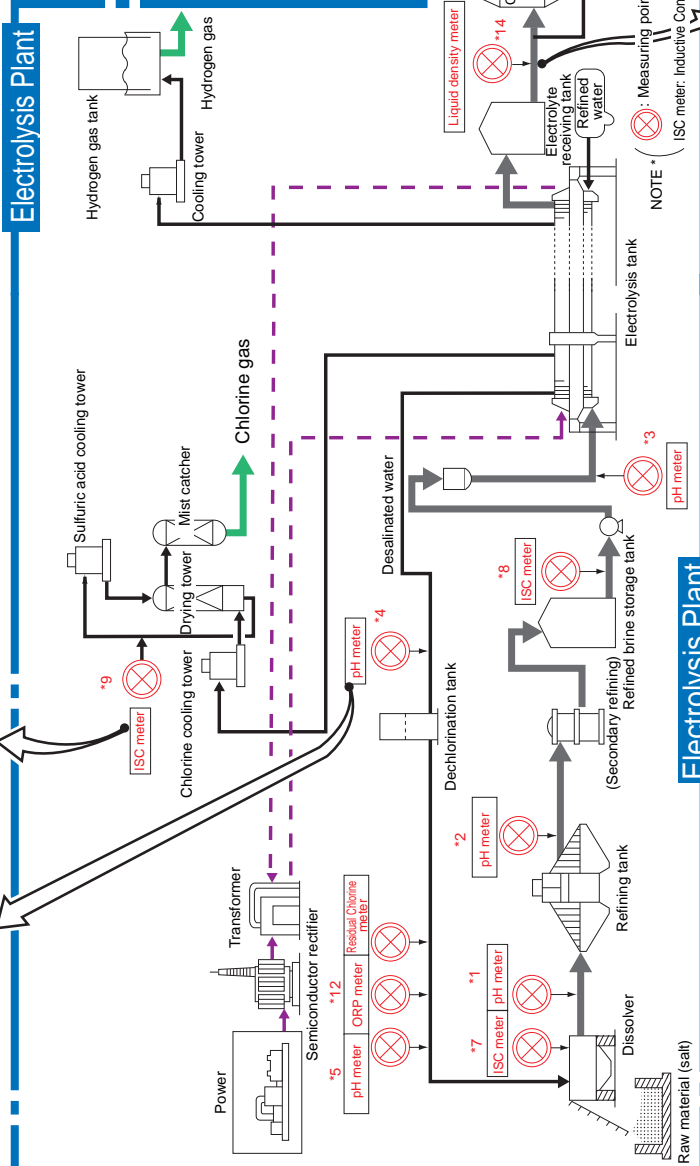 Electrolysis Plant
Hydrogen gas tank
Hydrogen gas
Cooling tower
Liquid density meter
*14
Electrolyte
receiving tank
Refined
water
NOTE *
: Measuring poin
ISC meter: Inductive Con
Sulfuric acid cooling tower
Mist catcher
Chlorine gas
Drying tower
*9
ISC meter
Chlorine cooling tower
Desalinated water
Electrolysis tank
*3
pH meter
*8
ISC meter
Refined brine storage tank
(Secondary refining)
*4
pH meter
Dechlorination tank
Transformer
Semiconductor rectifier
Power
*5
pH meter
*12
ORP meter
Residual Chlorine
meter
*2
pH meter
Refining tank
*1
pH meter
*7
ISC meter
Dissolver
Raw material (salt)
Electrolysis Plant